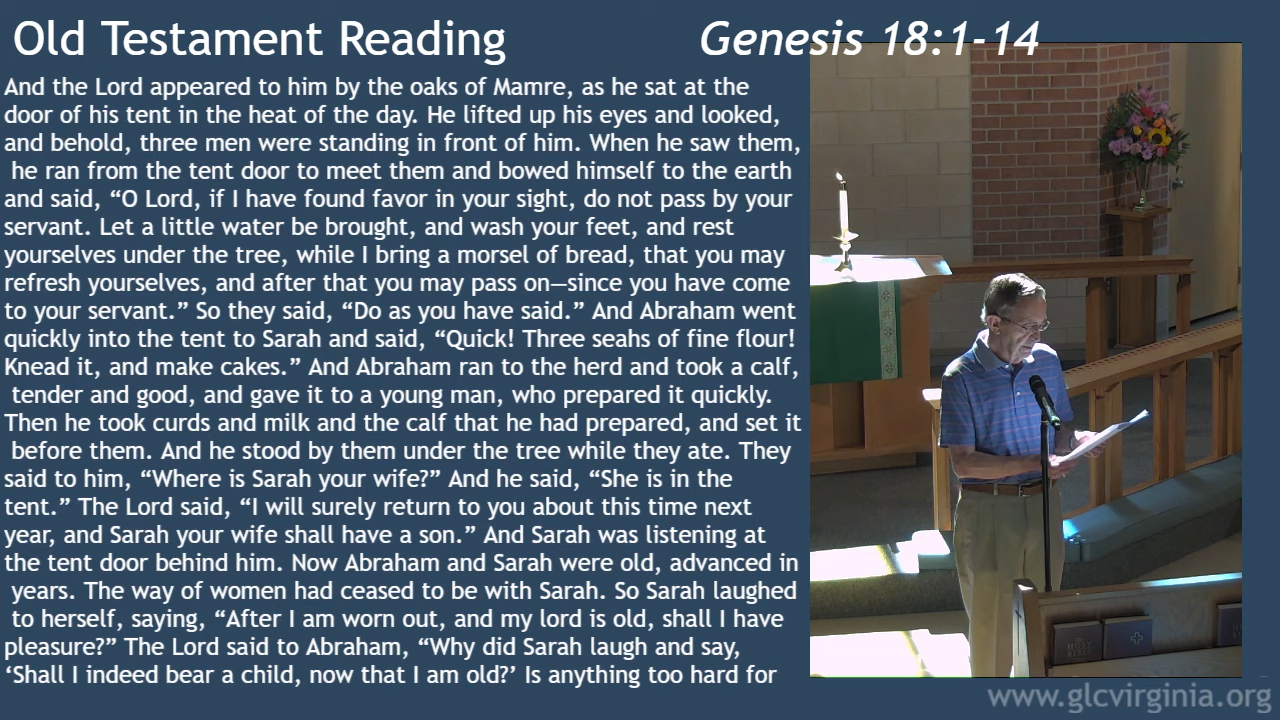 Old Testament Reading
Genesis 18:1-14
And the Lord appeared to him by the oaks of Mamre, as he sat at the
door of his tent in the heat of the day. He lifted up his eyes and looked,
and behold, three men were standing in front of him. When he saw them,
he ran from the tent door to meet them and bowed himself to the earth
and said, “O Lord, if I have found favor in your sight, do not pass by your
servant. Let a little water be brought, and wash your feet, and rest
yourselves under the tree, while I bring a morsel of bread, that you may
refresh yourselves, and after that you may pass on—since you have come
to your servant.” So they said, “Do as you have said.” And Abraham went
quickly into the tent to Sarah and said, “Quick! Three seahs of fine flour!
Knead it, and make cakes.” And Abraham ran to the herd and took a calf,
tender and good, and gave it to a young man, who prepared it quickly.
Then he took curds and milk and the calf that he had prepared, and set it
before them. And he stood by them under the tree while they ate. They
said to him, “Where is Sarah your wife?” And he said, “She is in the
tent.” The Lord said, “I will surely return to you about this time next
year, and Sarah your wife shall have a son.” And Sarah was listening at
the tent door behind him. Now Abraham and Sarah were old, advanced in
years. The way of women had ceased to be with Sarah. So Sarah laughed
to herself, saying, “After I am worn out, and my lord is old, shall I have
pleasure?” The Lord said to Abraham, “Why did Sarah laugh and say,
‘Shall I indeed bear a child, now that I am old?’ Is anything too hard for
www.glcvirginia.org